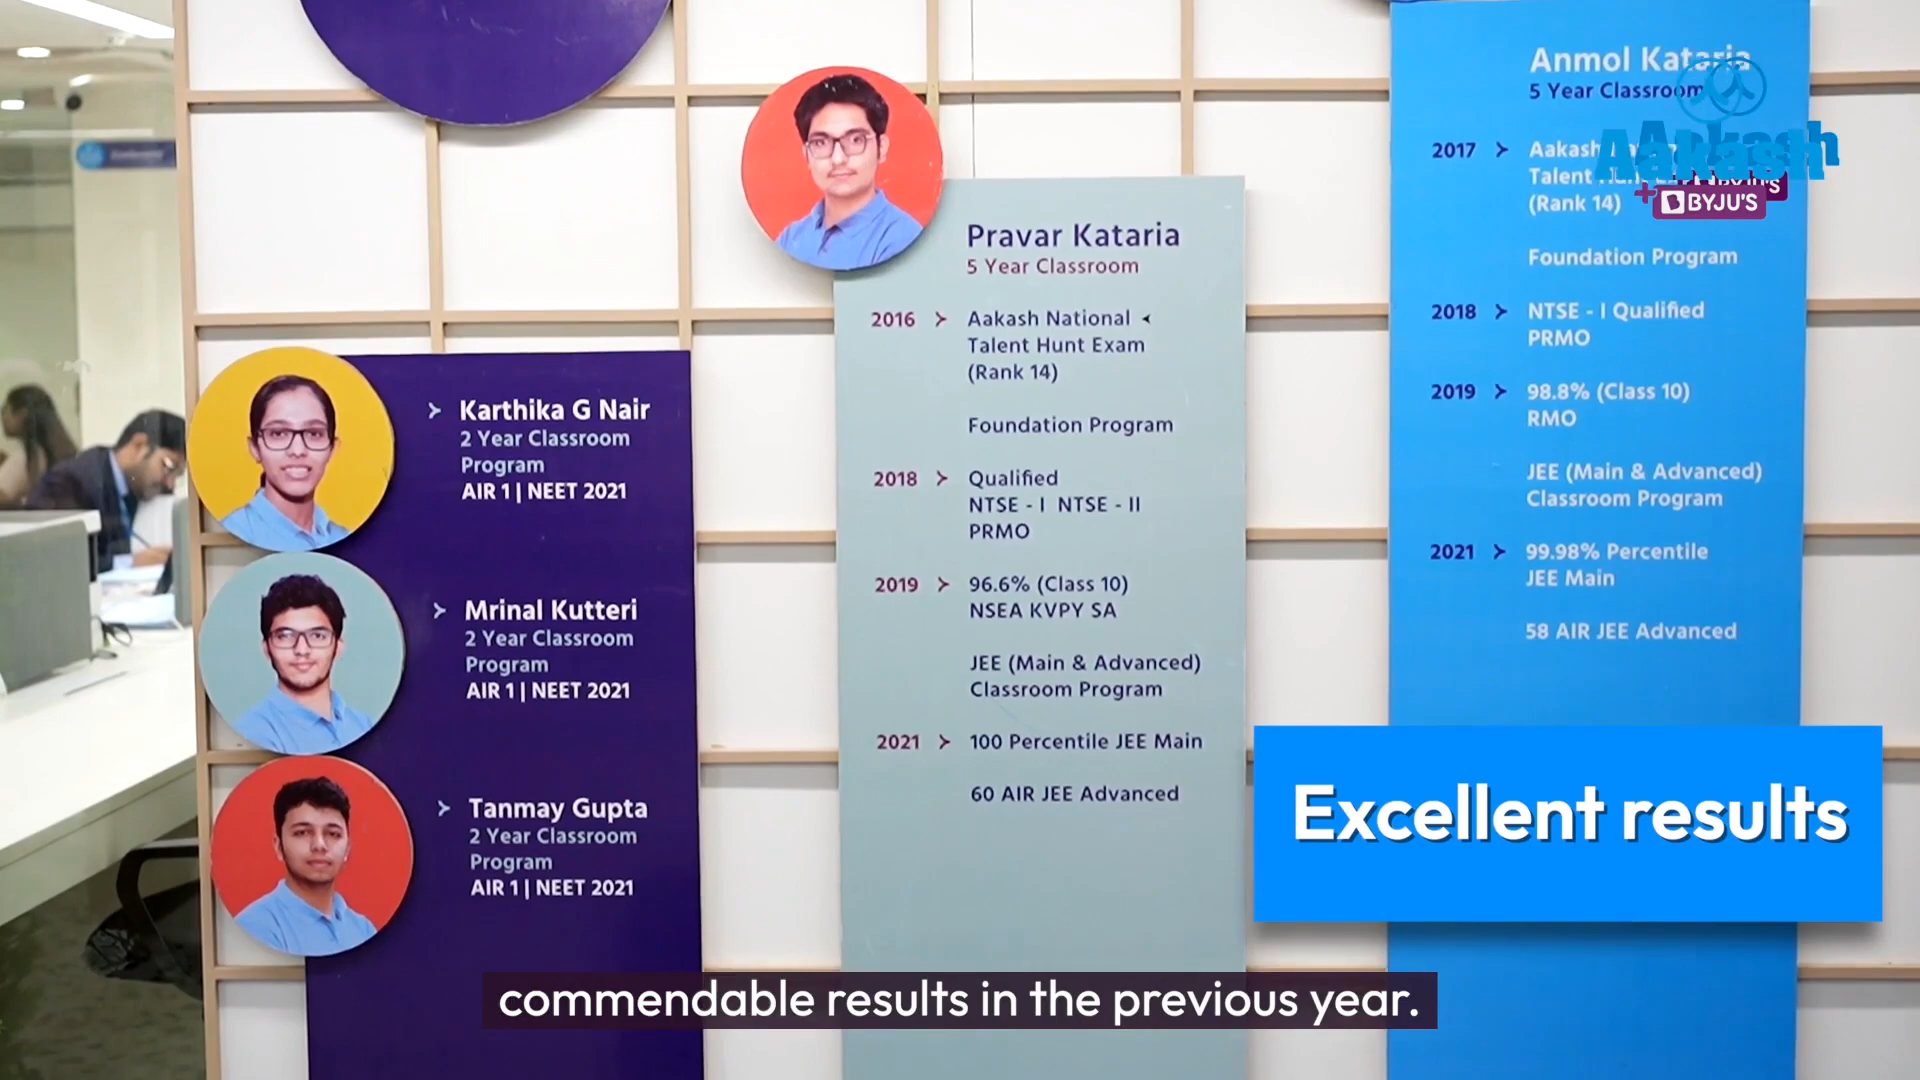 Karthika G Nair
2 Year Classroom
Program
AIR 1 | NEET 2021
Mrinal Kutteri
2 Year Classroom
Program
AIR 1 | NEET 2021
Tanmay Gupta
2 Year Classroom
Program
AIR 1 | NEET 2021
Pravar Kataria
5 Year Classroom
2016
Aakash National
Talent Hunt Exam
(Rank 14)
Foundation Program
2018
Qualified
NTSE - I NTSE - II
PRMO
2019
96.6% (Class 10)
NSEA KVPY SA
JEE (Main & Advanced)
Classroom Program
2021
100 Percentile JEE Main
60 AIR JEE Advanced
Anmol Kataria
5 Year Classroom
2017
Aakash
Talent
(Rank 14)
Foundation Program
2018
NTSE - I Qualified
PRMO
2019
98.8% (Class 10)
RMO
JEE (Main & Advanced)
Classroom Program
2021
99.98% Percentile
JEE Main
58 AIR JEE Advanced
Aakash
+ BYJU'S
Excellent results
commendable results in the previous year.